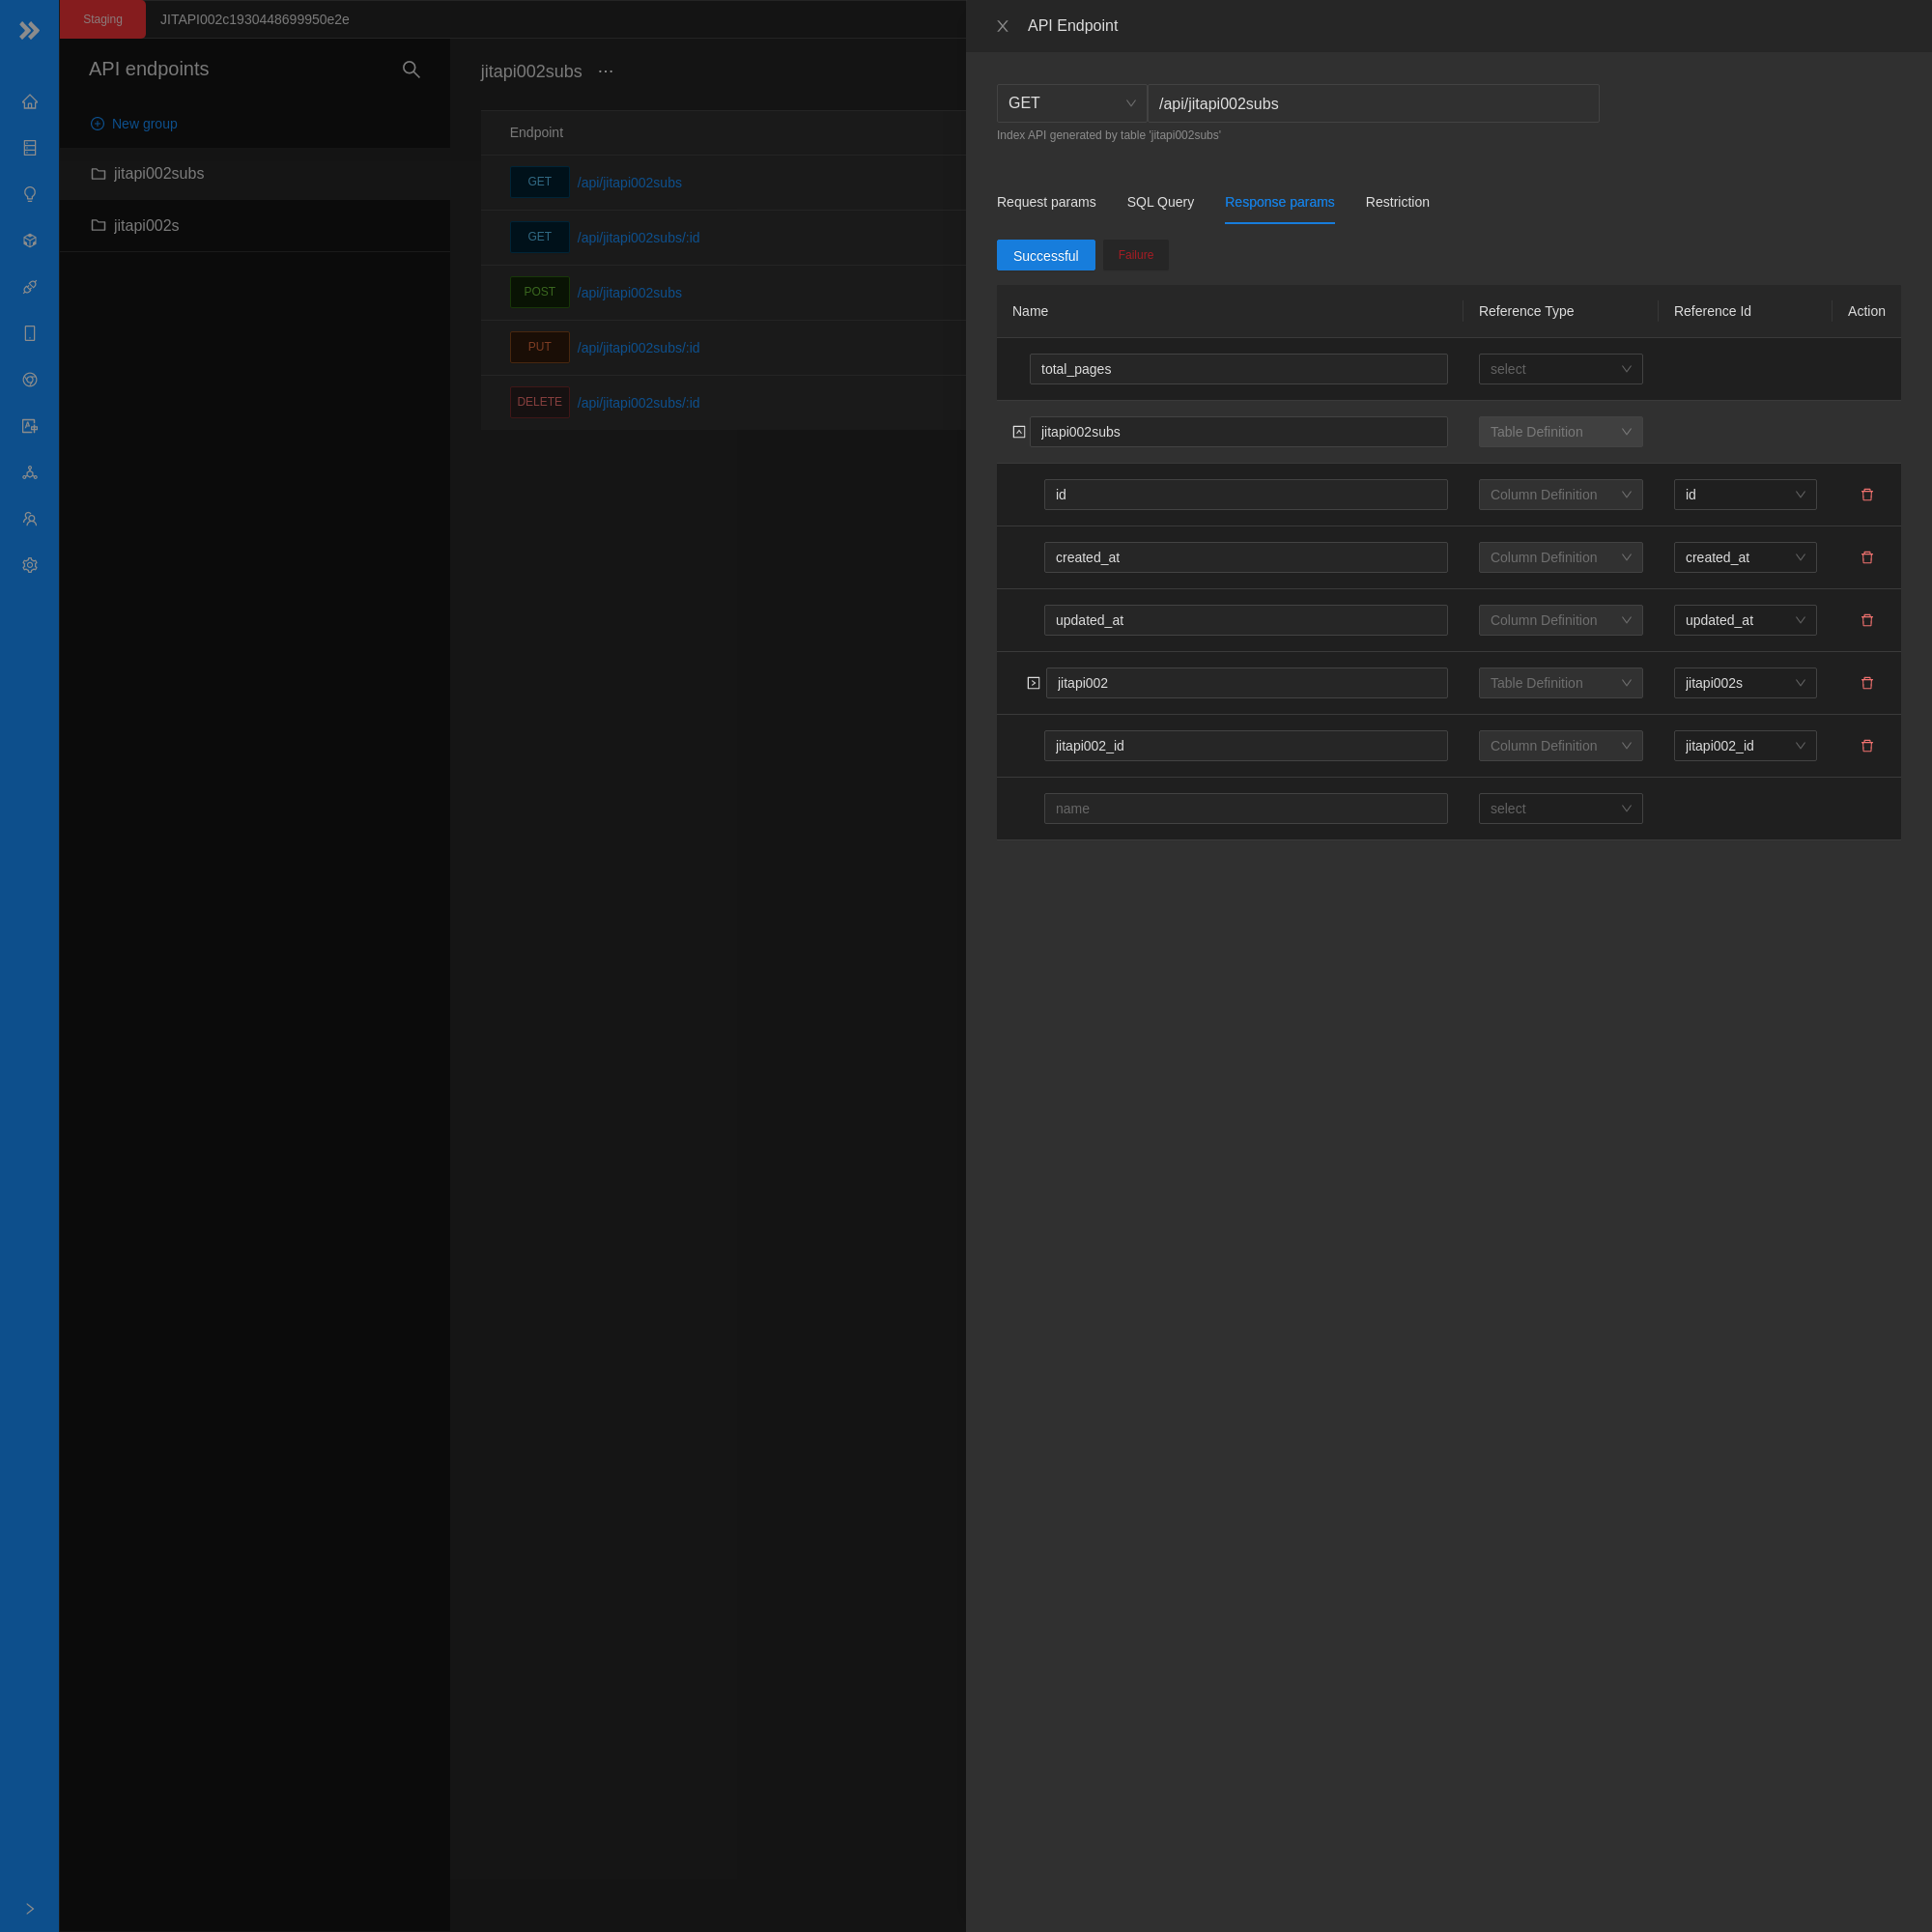 Staging
JITAPI002c1930448699950e2e
API endpoints
New group
jitapi002subs
jitapi002s
jitapi002subs ...
Endpoint
GET /api/jitapi002subs
GET /api/jitapi002subs/:id
POST /api/jitapi002subs
PUT /api/jitapi002subs/:id
DELETE /api/jitapi002subs/:id
API Endpoint
GET /api/jitapi002subs
Index API generated by table 'jitapi002subs'
Request params SQL Query Response params Restriction
Successful Failure
Name Reference Type Reference Id Action
total_pages select
jitapi002subs Table Definition
id Column Definition id
created_at Column Definition created_at
updated_at Column Definition updated_at
jitapi002 Table Definition jitapi002s
jitapi002_id Column Definition jitapi002_id
name select